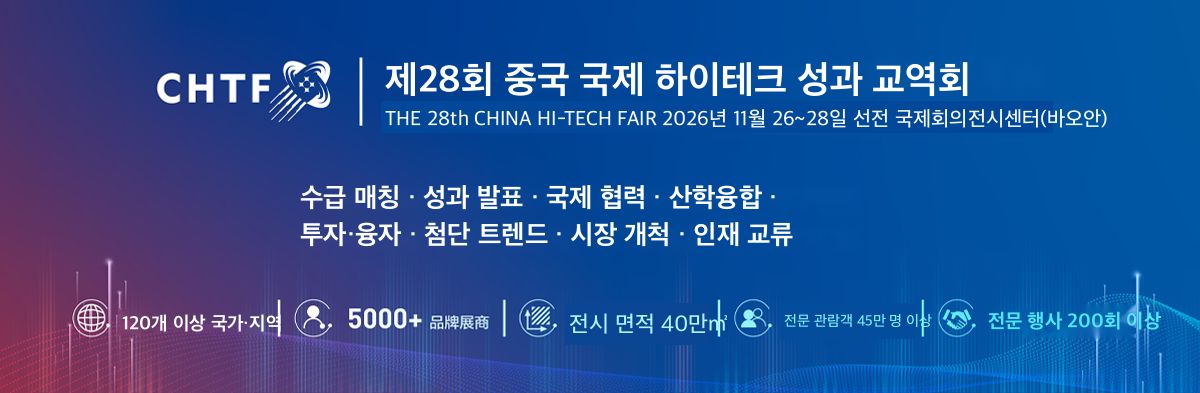 CHTF
제28회 중국 국제 하이테크 성과 교역회
THE 28th CHINA HI-TECH FAIR 2026년 11월 26~28일 선전 국제회의전시센터(바오안)
수급 매칭 · 성과 발표 · 국제 협력 · 산학융합 ·
투자·융자 · 첨단 트렌드 · 시장 개척 · 인재 교류
120개 이상 국가·지역
5000+ 品牌展商
전시 면적 40만㎡
전문 관람객 45만 명 이상
전문 행사 200회 이상